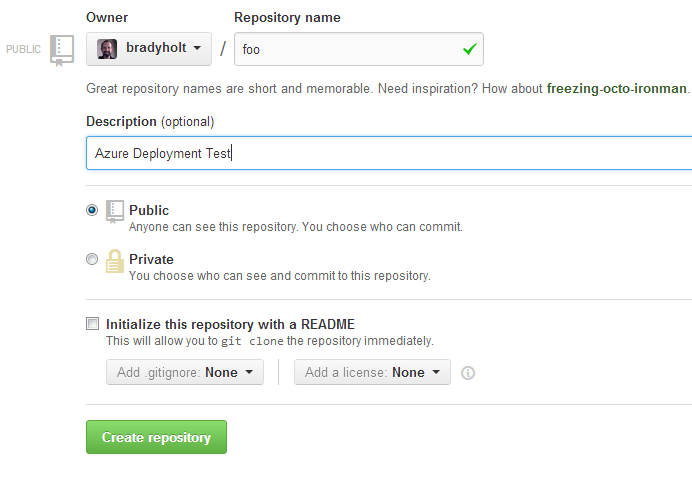 Owner
Repository name
PUBLIC
bradyholt
/
foo
Great repository names are short and memorable. Need inspiration? How about freezing-octo-ironman.
Description (optional)
Azure Deployment Test
Public
Anyone can see this repository. You choose who can commit.
Private
You choose who can see and commit to this repository.
Initialize this repository with a README
This will allow you to git clone the repository immediately.
Add .gitignore: None
Add a license: None
Create repository